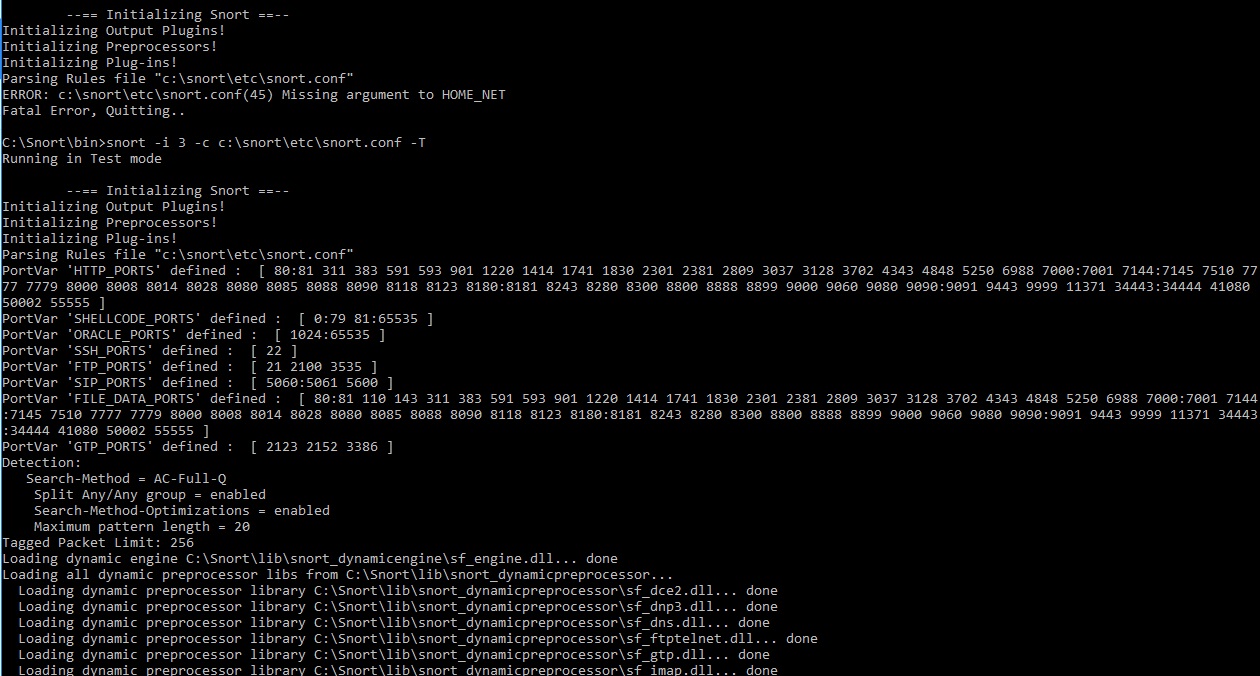 --== Initializing Snort ==--
Initializing Output Plugins!
Initializing Preprocessors!
Initializing Plug-ins!
Parsing Rules file "c:\snort\etc\snort.conf"
ERROR: c:\snort\etc\snort.conf(45) Missing argument to HOME_NET
Fatal Error, Quitting..
C:\Snort\bin>snort -i 3 -c c:\snort\etc\snort.conf -T
Running in Test mode
--== Initializing Snort ==--
Initializing Output Plugins!
Initializing Preprocessors!
Initializing Plug-ins!
Parsing Rules file "c:\snort\etc\snort.conf"
PortVar 'HTTP_PORTS' defined :  [ 80:81 311 383 591 593 901 1220 1414 1741 1830 2301 2381 2809 3037 3128 3702 4343 4848 5250 6988 7000:7001 7144:7145 7510 77
77 7779 8000 8008 8014 8028 8080 8085 8088 8090 8118 8123 8180:8181 8243 8280 8300 8800 8888 8899 9000 9060 9080 9090:9091 9443 9999 11371 34443:34444 41080
50002 55555 ]
PortVar 'SHELLCODE_PORTS' defined :  [ 0:79 81:65535 ]
PortVar 'ORACLE_PORTS' defined :  [ 1024:65535 ]
PortVar 'SSH_PORTS' defined :  [ 22 ]
PortVar 'FTP_PORTS' defined :  [ 21 2100 3535 ]
PortVar 'SIP_PORTS' defined :  [ 5060:5061 5600 ]
PortVar 'FILE_DATA_PORTS' defined :  [ 80:81 110 143 311 383 591 593 901 1220 1414 1741 1830 2301 2381 2809 3037 3128 3702 4343 4848 5250 6988 7000:7001 7144
:7145 7510 7777 7779 8000 8008 8014 8028 8080 8085 8088 8090 8118 8123 8180:8181 8243 8280 8300 8800 8888 8899 9000 9060 9080 9090:9091 9443 9999 11371 34443
:34444 41080 50002 55555 ]
PortVar 'GTP_PORTS' defined :  [ 2123 2152 3386 ]
Detection:
Search-Method = AC-Full-Q
Split Any/Any group = enabled
Search-Method-Optimizations = enabled
Maximum pattern length = 20
Tagged Packet Limit: 256
Loading dynamic engine C:\Snort\lib\snort_dynamicengine\sf_engine.dll... done
Loading all dynamic preprocessor libs from C:\Snort\lib\snort_dynamicpreprocessor...
Loading dynamic preprocessor library C:\Snort\lib\snort_dynamicpreprocessor\sf_dce2.dll... done
Loading dynamic preprocessor library C:\Snort\lib\snort_dynamicpreprocessor\sf_dnp3.dll... done
Loading dynamic preprocessor library C:\Snort\lib\snort_dynamicpreprocessor\sf_dns.dll... done
Loading dynamic preprocessor library C:\Snort\lib\snort_dynamicpreprocessor\sf_ftptelnet.dll... done
Loading dynamic preprocessor library C:\Snort\lib\snort_dynamicpreprocessor\sf_gtp.dll... done
Loading dynamic preprocessor library C:\Snort\lib\snort_dynamicpreprocessor\sf_imap.dll... done